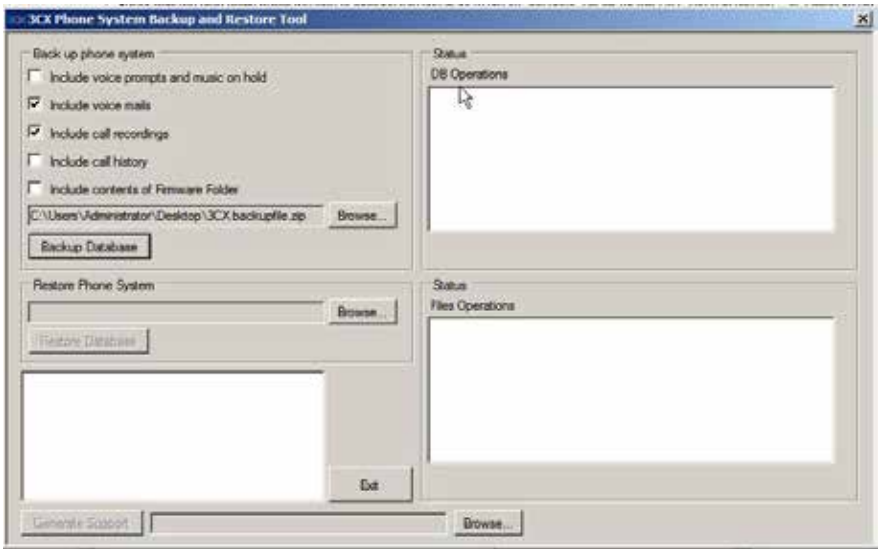 3CX Phone System Backup and Restore Tool
Back up phone system
Include voice prompts and music on hold
Include voice mails
Include call recordings
Include call history
Include contents of Firmware Folder
C:\Users\Administrator\Desktop\3CX backupfile.zip
Browse...
Backup Database
Restore Phone System
Browse...
Restore Database
Exit
Generate Support
Browse...
Status
DB Operations
Status
Files Operations